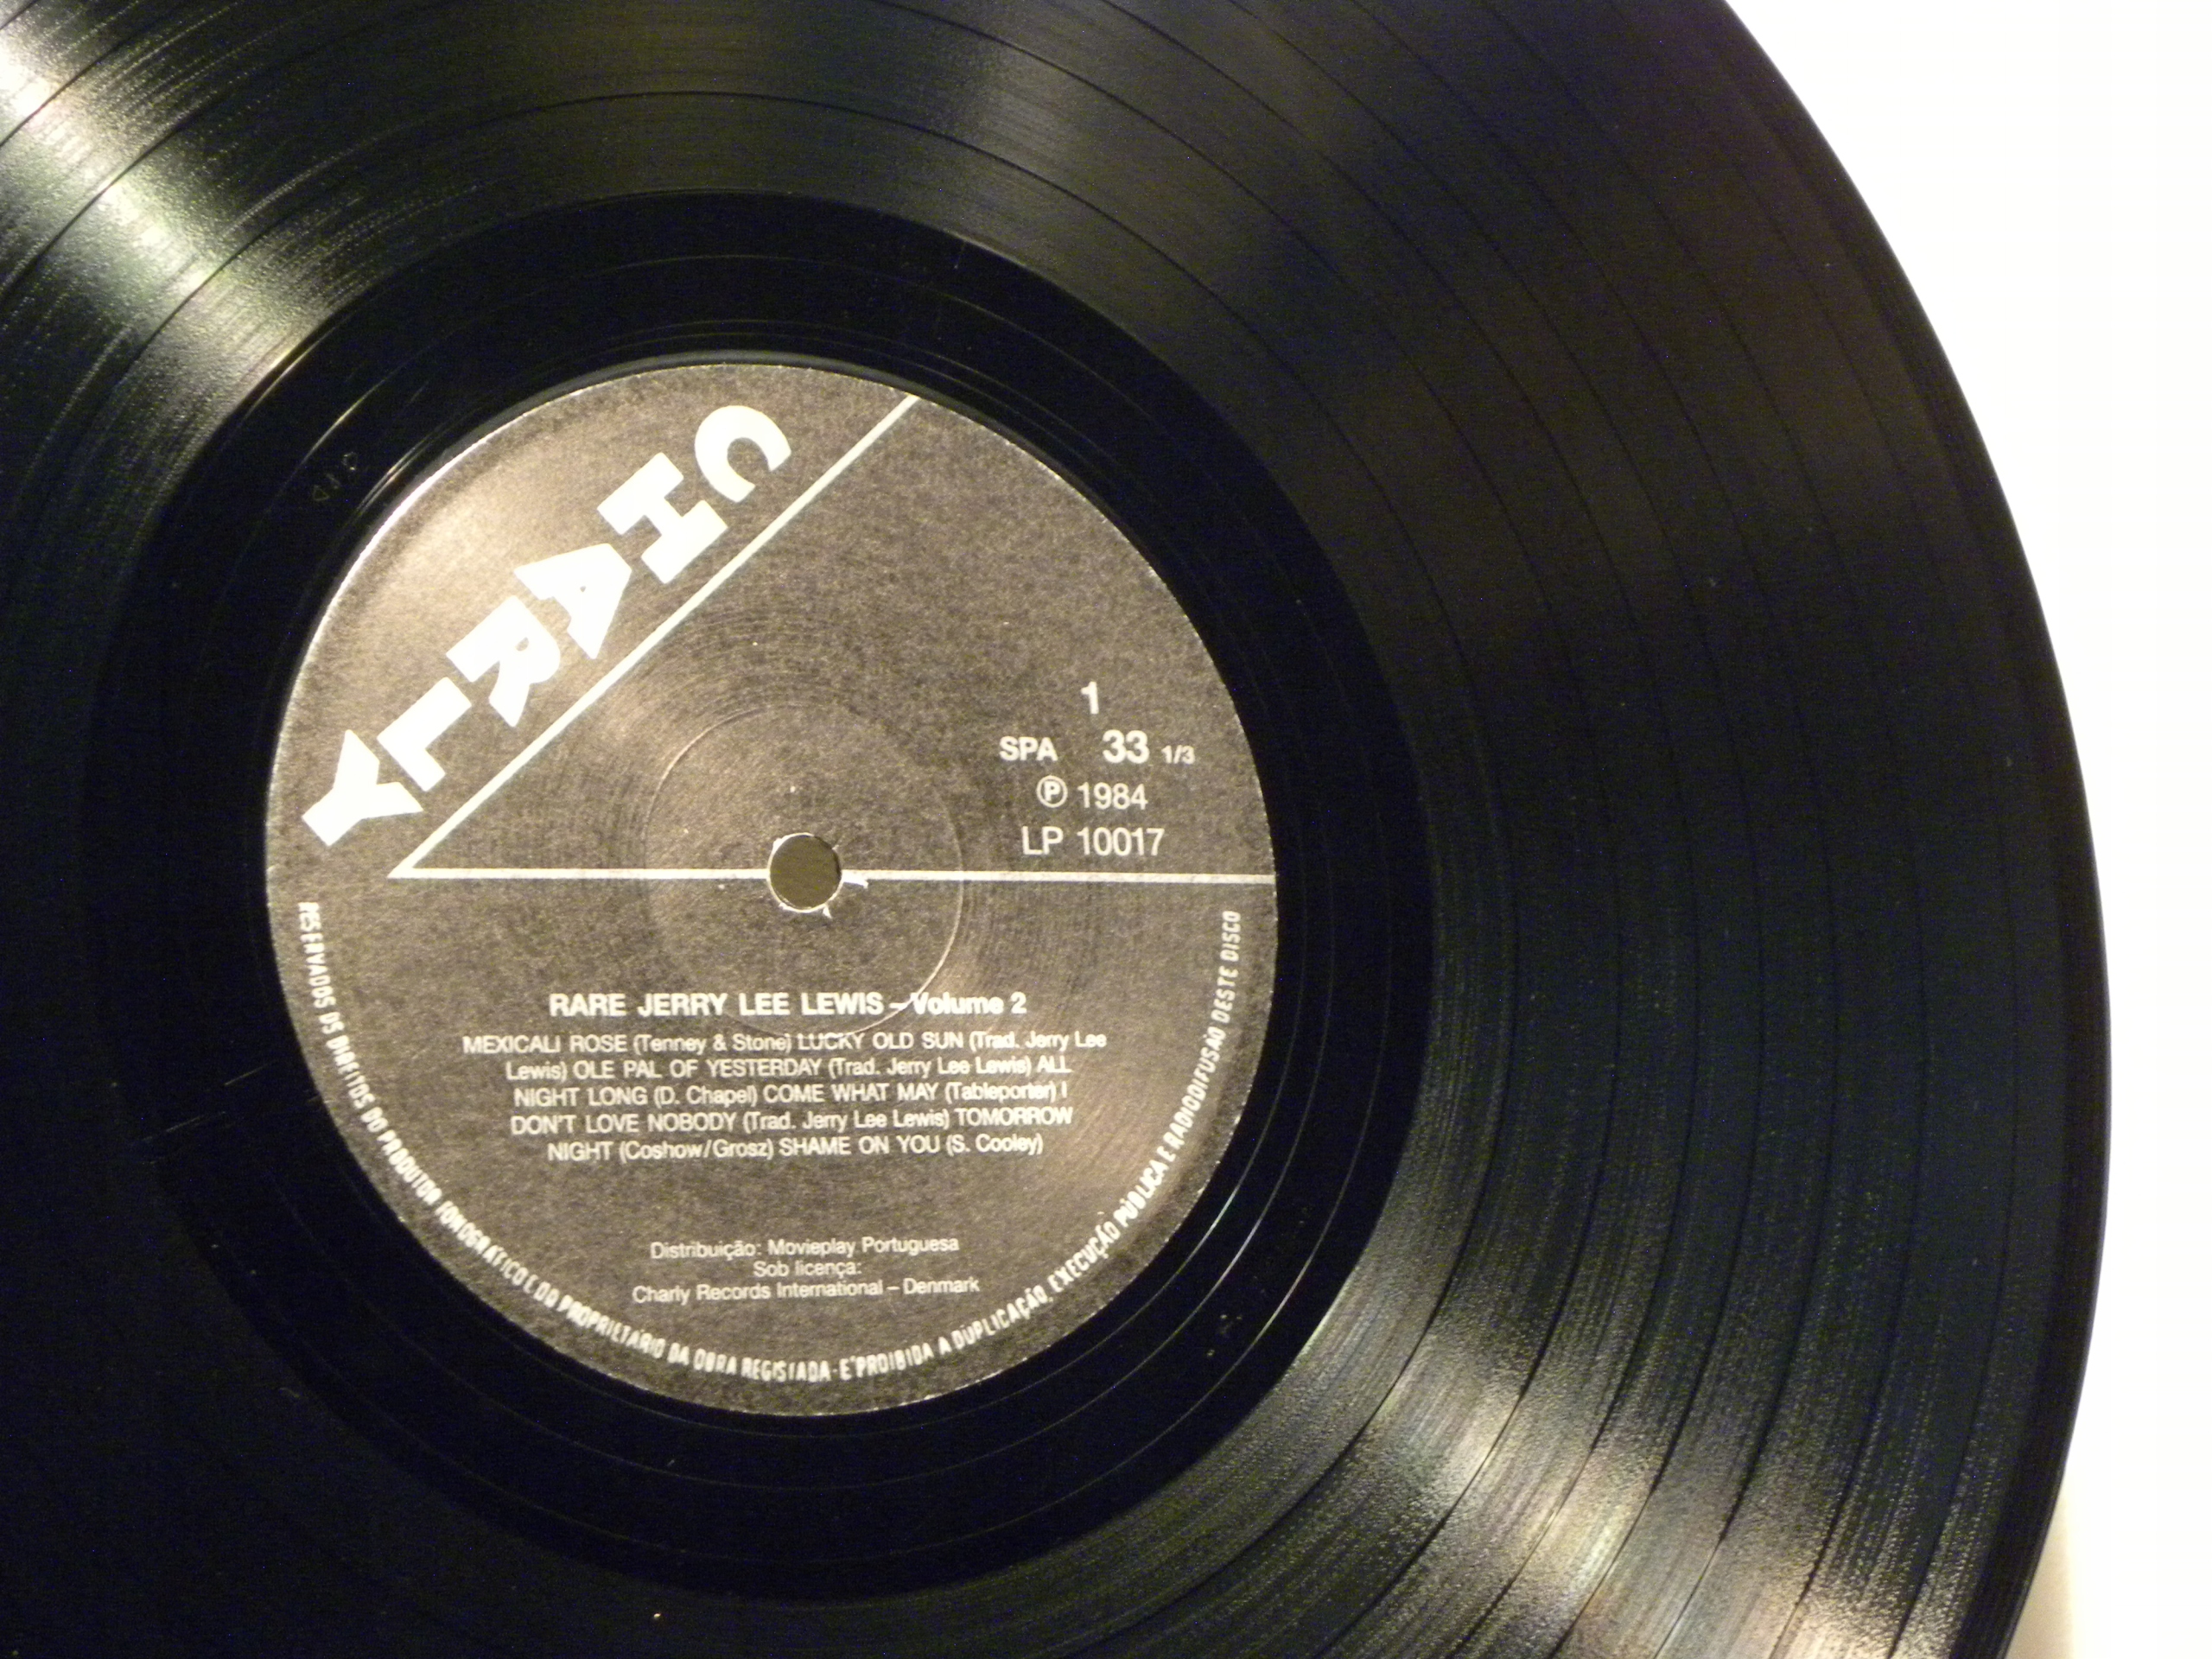 CHARLY
1
SPA 33 1/3
℗ 1984
LP 10017
RARE JERRY LEE LEWIS – Volume 2
MEXICALI ROSE (Tenney & Stone) LUCKY OLD SUN (Trad. Jerry Lee
Lewis) OLE PAL OF YESTERDAY (Trad. Jerry Lee Lewis) ALL
NIGHT LONG (D. Chapel) COME WHAT MAY (Tableporter) I
DON'T LOVE NOBODY (Trad. Jerry Lee Lewis) TOMORROW
NIGHT (Coshow/Grosz) SHAME ON YOU (S. Cooley)
Distribuição: Movieplay Portuguesa
Sob licença:
Charly Records International – Denmark
RESERVADOS OS DIREITOS DO PRODUTOR FONOGRÁFICO E DO PROPRIETÁRIO DA OBRA REGISTADA · E' PROIBIDA A DUPLICAÇÃO, EXECUÇÃO PÚBLICA E RADIODIFUSÃO DESTE DISCO